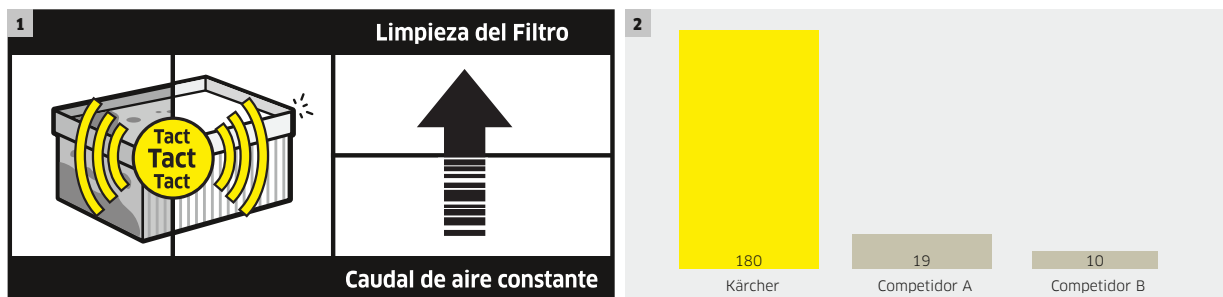 1
Limpieza del Filtro
Tact
Tact
Tact
Caudal de aire constante
2
180
19
10
Kärcher
Competidor A
Competidor B